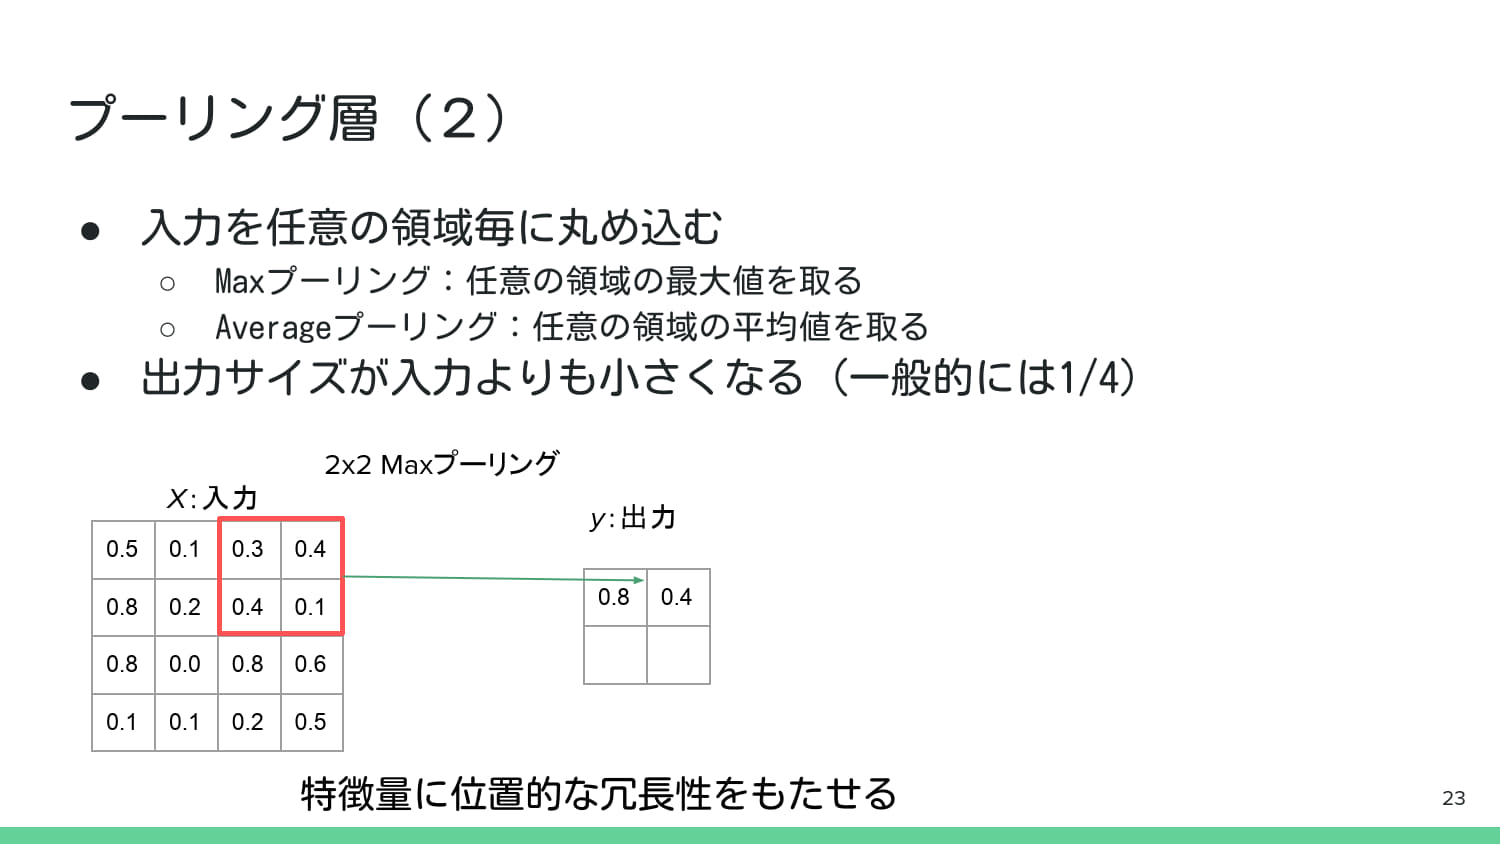 プーリング層（２）
● 入力を任意の領域毎に丸め込む
○ Maxプーリング：任意の領域の最大値を取る
○ Averageプーリング：任意の領域の平均値を取る
● 出力サイズが入力よりも小さくなる（一般的には1/4）
2x2 Maxプーリング
X:入力
y:出力
0.5 0.1 0.3 0.4
0.8 0.2 0.4 0.1
0.8 0.0 0.8 0.6
0.1 0.1 0.2 0.5
0.8 0.4
特徴量に位置的な冗長性をもたせる
23